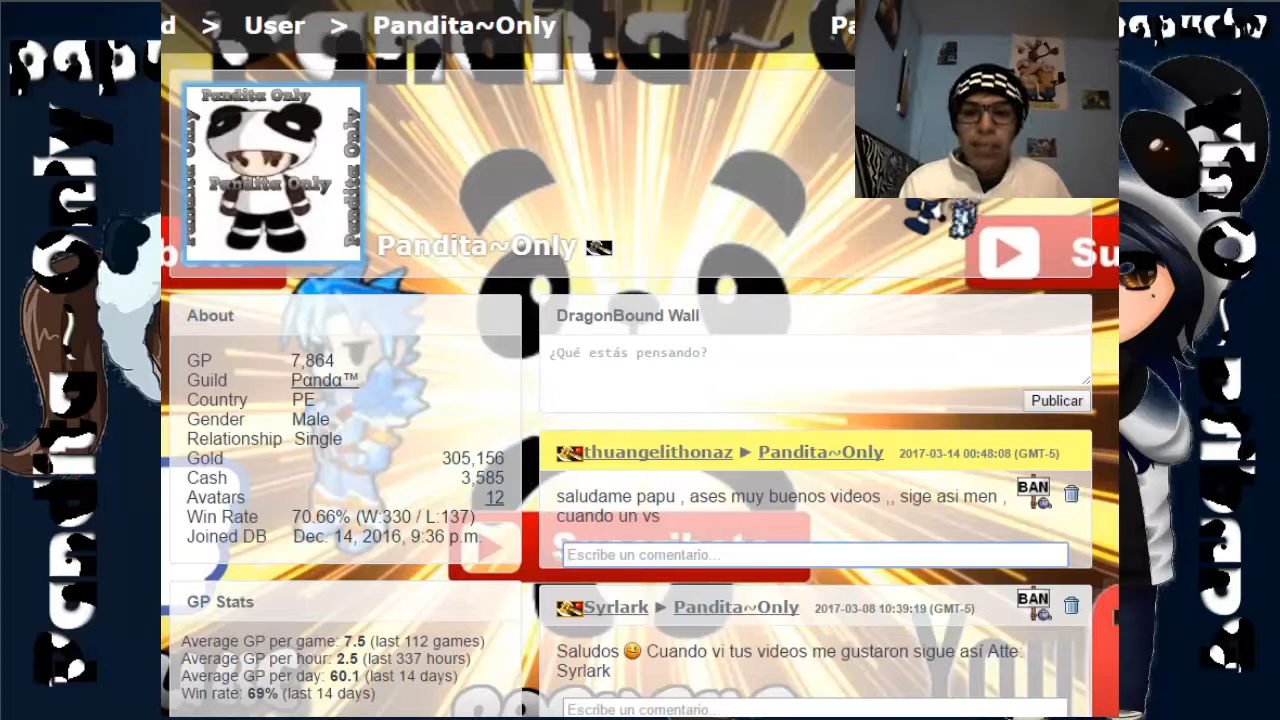 d > User > Pandita~Only
Pa
Pandita Only
Pandita Only
Pandita Only
Pandita Only
Pandita~Only
About
GP 7,864
Guild Pαndα™
Country PE
Gender Male
Relationship Single
Gold 305,156
Cash 3,585
Avatars 12
Win Rate 70.66% (W:330 / L:137)
Joined DB Dec. 14, 2016, 9:36 p.m.
GP Stats
Average GP per game: 7.5 (last 112 games)
Average GP per hour: 2.5 (last 337 hours)
Average GP per day: 60.1 (last 14 days)
Win rate: 69% (last 14 days)
DragonBound Wall
¿Qué estás pensando?
Publicar
thuangelithonaz ► Pandita~Only 2017-03-14 00:48:08 (GMT-5)
BAN
saludame papu , ases muy buenos videos ,, sige asi men ,
cuando un vs
Escribe un comentario...
Syrlark ► Pandita~Only 2017-03-08 10:39:19 (GMT-5)
BAN
Saludos 😉 Cuando vi tus videos me gustaron sigue así Atte:
Syrlark
Escribe un comentario...
Su
You